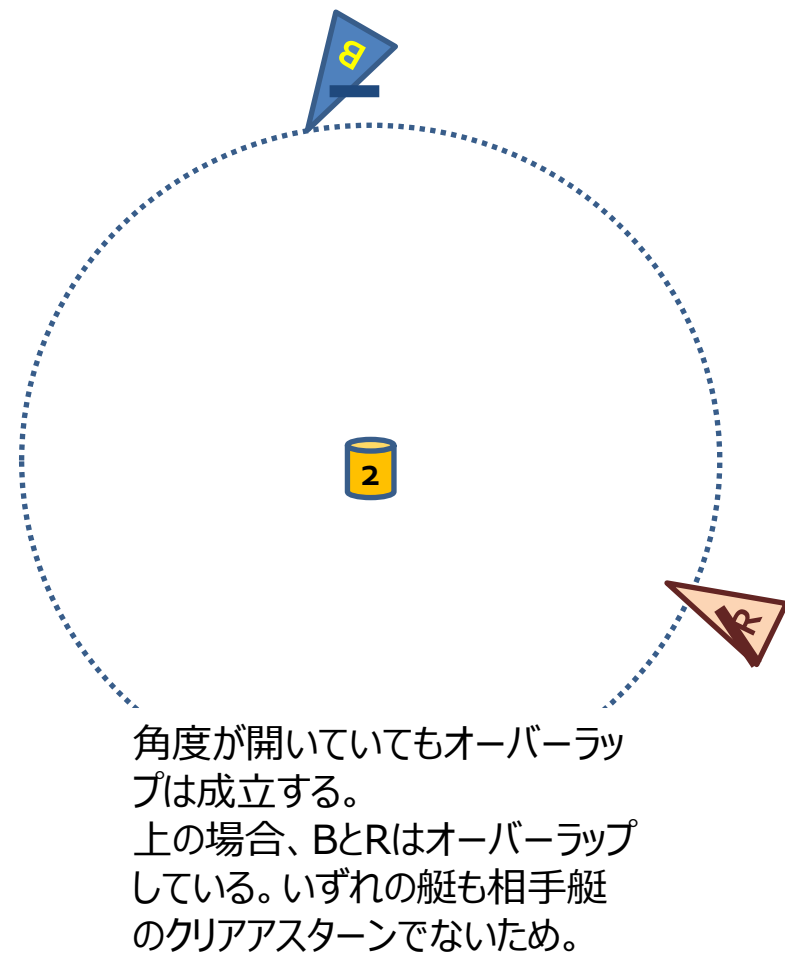 B
2
R
角度が開いていてもオーバーラッ
プは成立する。
上の場合、BとRはオーバーラップ
している。いずれの艇も相手艇
のクリアアスターンでないため。